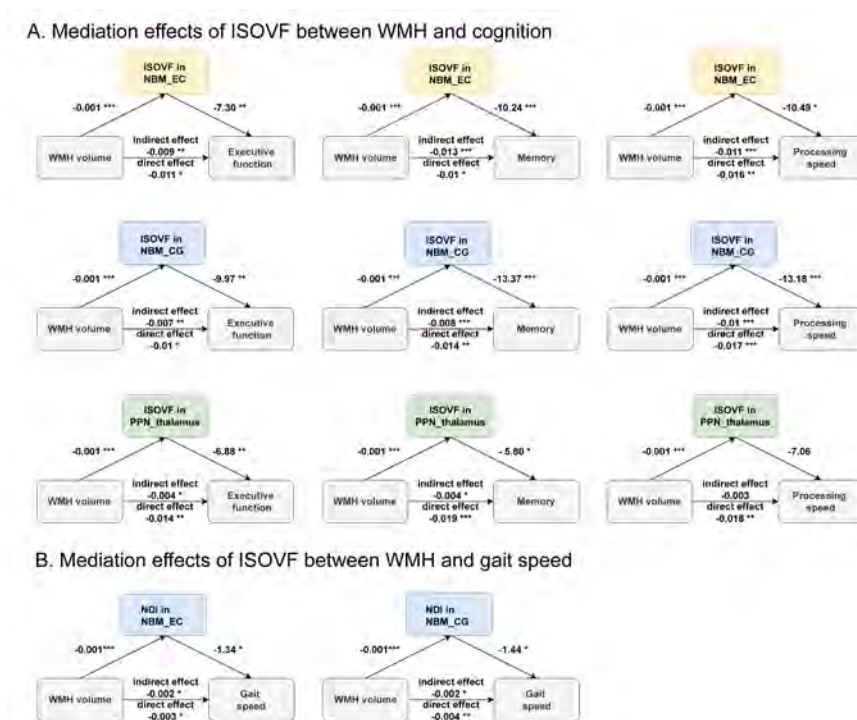 A. Mediation effects of ISOVF between WMH and cognition
ISOVF in
NBM_EC
-0.001 ***
-7.30 **
WMH volume
indirect effect
-0.009 **
direct effect
-0.011 *
Executive
function
ISOVF in
NBM_EC
-0.001 ***
-10.24 ***
WMH volume
indirect effect
-0.013 ***
direct effect
-0.01 *
Memory
ISOVF in
NBM_EC
-0.001 ***
-10.49 *
WMH volume
indirect effect
-0.011 ***
direct effect
-0.016 **
Processing
speed
ISOVF in
NBM_CG
-0.001 ***
-9.97 **
WMH volume
indirect effect
-0.007 **
direct effect
-0.01 *
Executive
function
ISOVF in
NBM_CG
-0.001 ***
-13.37 ***
WMH volume
indirect effect
-0.008 ***
direct effect
-0.014 **
Memory
ISOVF in
NBM_CG
-0.001 ***
-13.18 ***
WMH volume
indirect effect
-0.01 ***
direct effect
-0.017 ***
Processing
speed
ISOVF in
PPN_thalamus
-0.001 ***
-6.88 **
WMH volume
indirect effect
-0.004 *
direct effect
-0.014 **
Executive
function
ISOVF in
PPN_thalamus
-0.001 ***
-5.80 *
WMH volume
indirect effect
-0.004 *
direct effect
-0.019 ***
Memory
ISOVF in
PPN_thalamus
-0.001 ***
-7.06
WMH volume
indirect effect
-0.003
direct effect
-0.018 **
Processing
speed
B. Mediation effects of ISOVF between WMH and gait speed
NDI in
NBM_EC
-0.001***
-1.34 *
WMH volume
indirect effect
-0.002 *
direct effect
-0.003 *
Gait
speed
NDI in
NBM_CG
-0.001***
-1.44 *
WMH volume
indirect effect
-0.002 *
direct effect
-0.004 **
Gait
speed